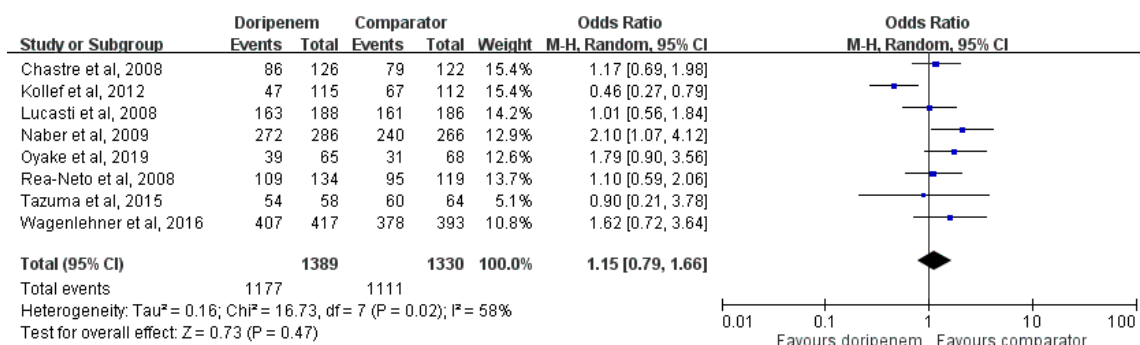 Doripenem Comparator Odds Ratio Odds Ratio
Study or Subgroup Events Total Events Total Weight M-H, Random, 95% CI M-H, Random, 95% CI
Chastre et al, 2008 86 126 79 122 15.4% 1.17 [0.69, 1.98]
Kollef et al, 2012 47 115 67 112 15.4% 0.46 [0.27, 0.79]
Lucasti et al, 2008 163 188 161 186 14.2% 1.01 [0.56, 1.84]
Naber et al, 2009 272 286 240 266 12.9% 2.10 [1.07, 4.12]
Oyake et al, 2019 39 65 31 68 12.6% 1.79 [0.90, 3.56]
Rea-Neto et al, 2008 109 134 95 119 13.7% 1.10 [0.59, 2.06]
Tazuma et al, 2015 54 58 60 64 5.1% 0.90 [0.21, 3.78]
Wagenlehner et al, 2016 407 417 378 393 10.8% 1.62 [0.72, 3.64]
Total (95% CI) 1389 1330 100.0% 1.15 [0.79, 1.66]
Total events 1177 1111
Heterogeneity: Tau² = 0.16; Chi² = 16.73, df = 7 (P = 0.02); I² = 58%
Test for overall effect: Z = 0.73 (P = 0.47)
0.01 0.1 1 10 100
Favours doripenem Favours comparator